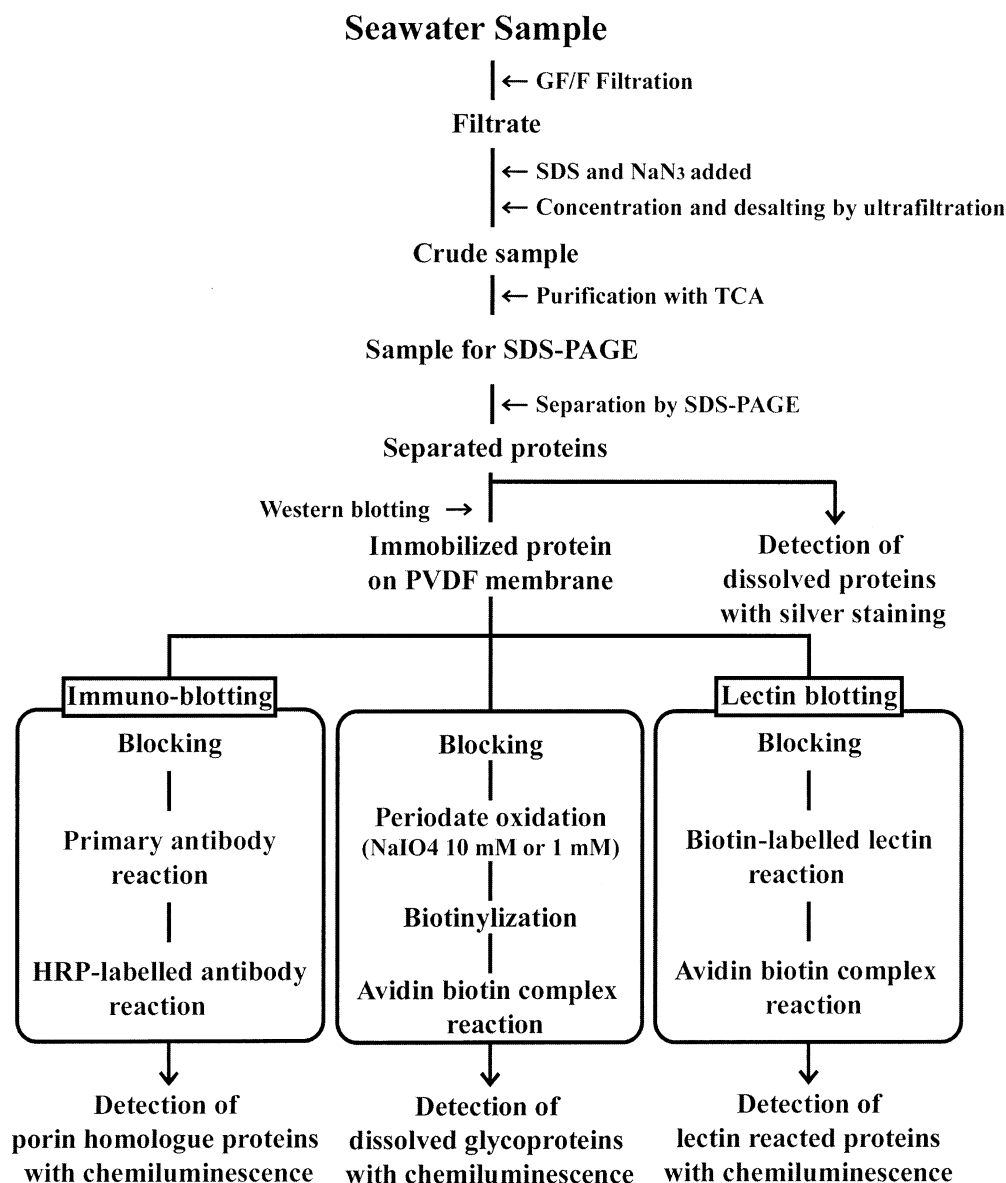 Seawater Sample
← GF/F Filtration
Filtrate
← SDS and NaN3 added
← Concentration and desalting by ultrafiltration
Crude sample
← Purification with TCA
Sample for SDS-PAGE
← Separation by SDS-PAGE
Separated proteins
Western blotting →
Immobilized protein
on PVDF membrane
Detection of
dissolved proteins
with silver staining
Immuno-blotting
Blocking
Primary antibody
reaction
HRP-labelled antibody
reaction
Detection of
porin homologue proteins
with chemiluminescence
Blocking
Periodate oxidation
(NaIO4 10 mM or 1 mM)
Biotinylization
Avidin biotin complex
reaction
Detection of
dissolved glycoproteins
with chemiluminescence
Lectin blotting
Blocking
Biotin-labelled lectin
reaction
Avidin biotin complex
reaction
Detection of
lectin reacted proteins
with chemiluminescence